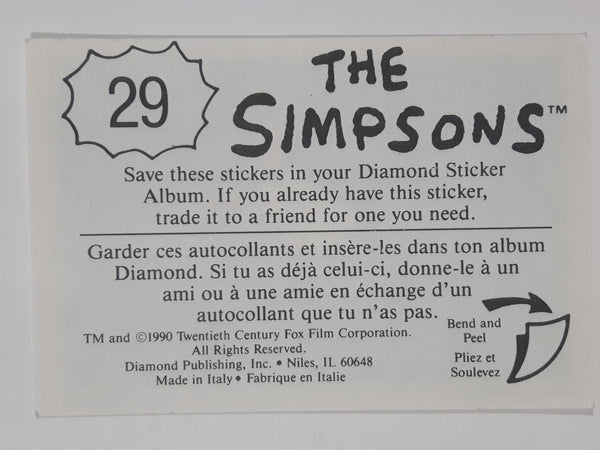 29
THE
SIMPSONS™
Save these stickers in your Diamond Sticker
Album. If you already have this sticker,
trade it to a friend for one you need.
Garder ces autocollants et insère-les dans ton album
Diamond. Si tu as déjà celui-ci, donne-le à un
ami ou à une amie en échange d'un
autocollant que tu n'as pas.
TM and ©1990 Twentieth Century Fox Film Corporation.
All Rights Reserved.
Diamond Publishing, Inc. • Niles, IL 60648
Made in Italy • Fabrique en Italie
Bend and
Peel
Pliez et
Soulevez